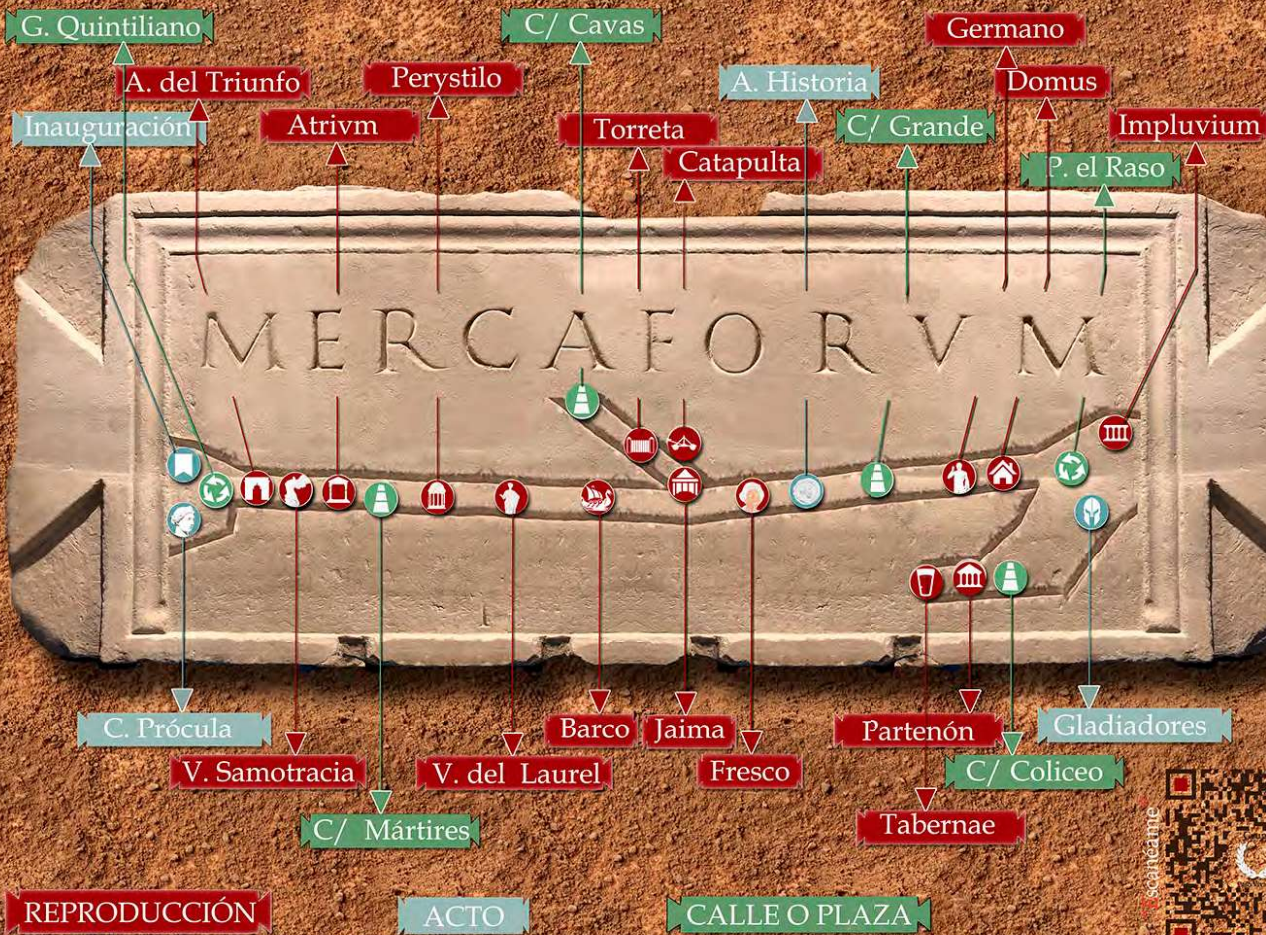 G. Quintiliano
C/ Cavas
Germano
A. del Triunfo
Perystilo
A. Historia
Domus
Inauguración
Atrivm
Torreta
C/ Grande
Impluvium
Catapulta
P. el Raso
MERCAFORVM
C. Prócula
Barco
Jaima
Partenón
Gladiadores
V. Samotracia
V. del Laurel
Fresco
C/ Coliceo
C/ Mártires
Tabernae
Escanéame
REPRODUCCIÓN
ACTO
CALLE O PLAZA